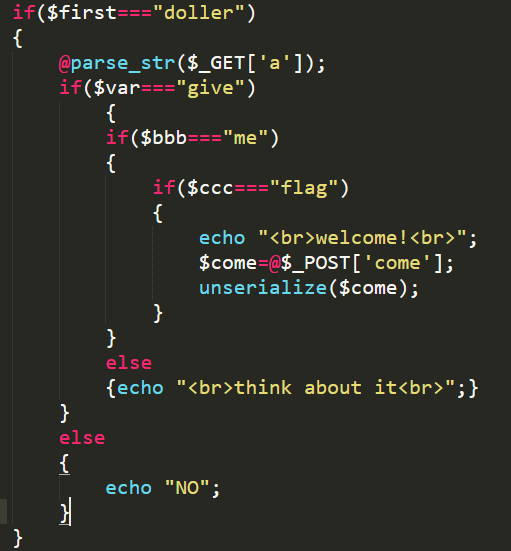 if($first==="doller")
{
    @parse_str($_GET['a']);
    if($var==="give")
        {
        if($bbb==="me")
        {
            if($ccc==="flag")
            {
                echo "<br>welcome!<br>";
                $come=@$_POST['come'];
                unserialize($come);
            }
        }
        else
        {echo "<br>think about it<br>";}
    }
    else
    {
        echo "NO";
    }
}